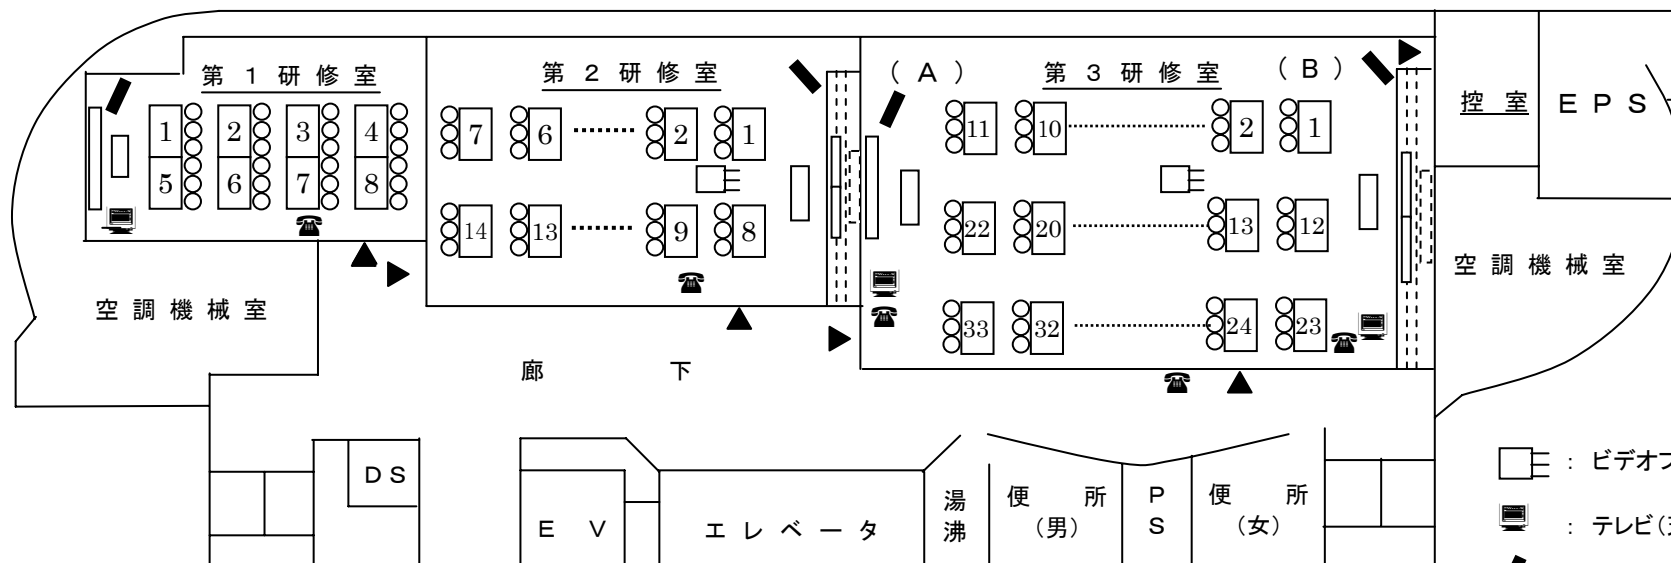 第１研修室
第２研修室
（A）
第３研修室
（B）
控室
ＥＰＳ
1 2 3 4
7 6 2 1
11 10 2 1
5 6 7 8
14 13 9 8
22 20 13 12
33 32 24 23
空調機械室
空調機械室
廊下
ＤＳ
ＥＶ
エレベータ
湯沸
便所（男）
ＰＳ
便所（女）
：ビデオプ
：テレビ（